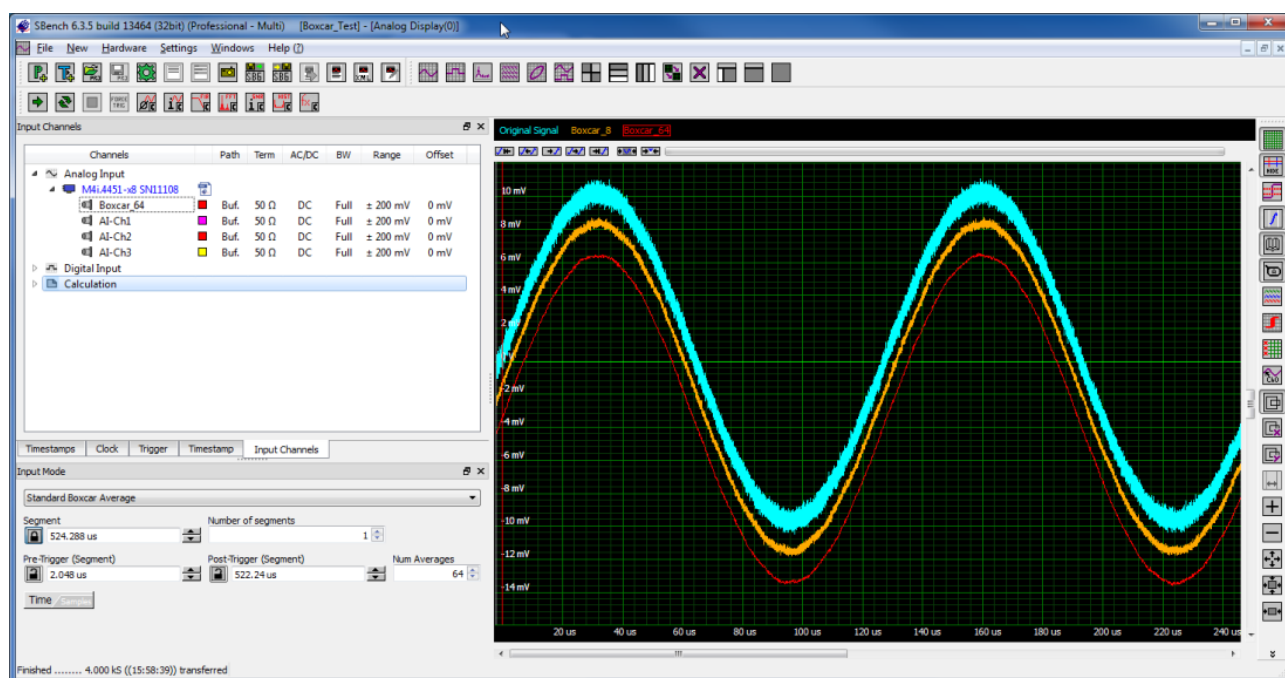 SBench 6.3.5 build 13464 (32bit) (Professional - Multi) [Boxcar_Test] - [Analog Display(0)]
File New Hardware Settings Windows Help (?)
Input Channels
Channels Path Term AC/DC BW Range Offset
Analog Input
M4i.4451-x8 SN11108
Boxcar_64 Buf. 50 Ω DC Full ± 200 mV 0 mV
AI-Ch1 Buf. 50 Ω DC Full ± 200 mV 0 mV
AI-Ch2 Buf. 50 Ω DC Full ± 200 mV 0 mV
AI-Ch3 Buf. 50 Ω DC Full ± 200 mV 0 mV
Digital Input
Calculation
Timestamps Clock Trigger Timestamp Input Channels
Input Mode
Standard Boxcar Average
Segment Number of segments
524.288 us 1
Pre-Trigger (Segment) Post-Trigger (Segment) Num Averages
2.048 us 522.24 us 64
Time Samples
Finished ........ 4.000 kS ((15:58:39)) transferred
Original Signal Boxcar_8 Boxcar_64
10 mV
8 mV
6 mV
4 mV
-2 mV
-4 mV
-6 mV
-8 mV
-10 mV
-12 mV
-14 mV
20 us 40 us 60 us 80 us 100 us 120 us 140 us 160 us 180 us 200 us 220 us 240 us